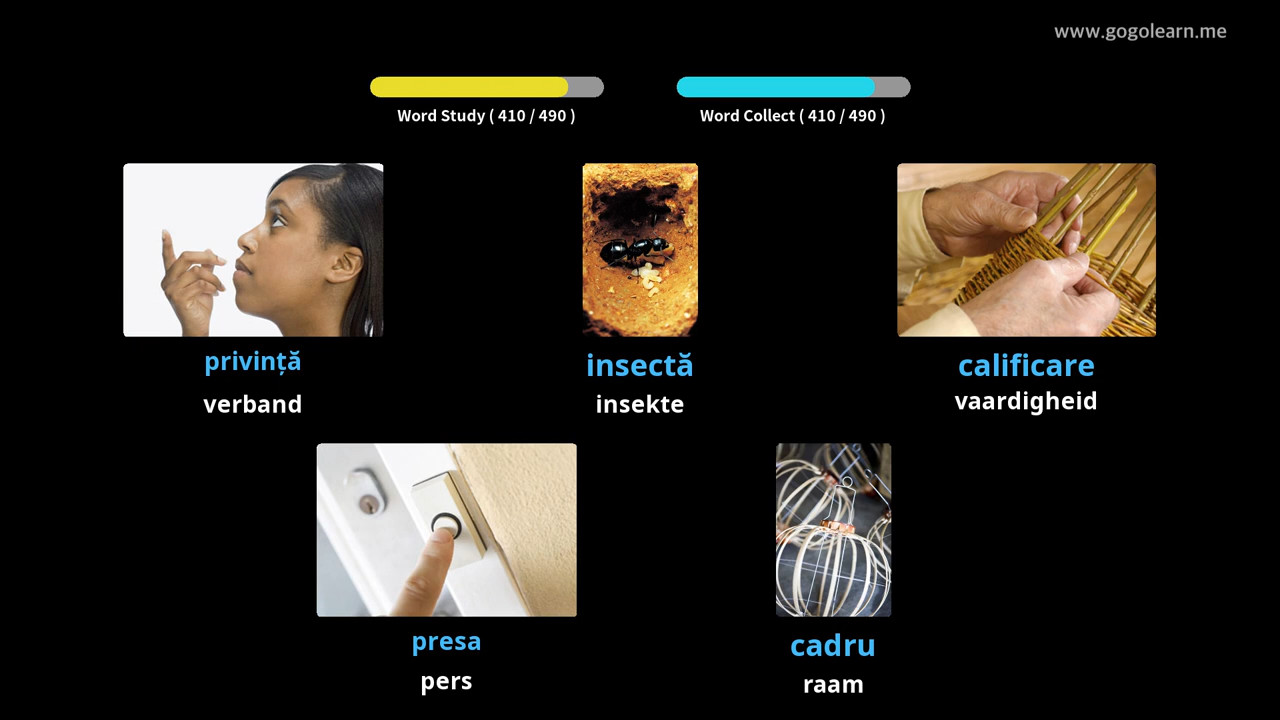 www.gogolearn.me
Word Study ( 410 / 490 )
Word Collect ( 410 / 490 )
privință
verband
insectă
insekte
calificare
vaardigheid
presa
pers
cadru
raam